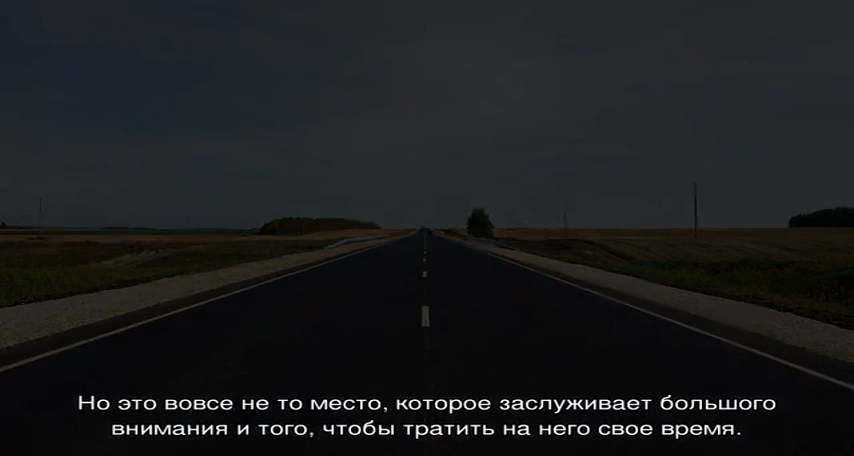 Но это вовсе не то место, которое заслуживает большого
внимания и того, чтобы тратить на него свое время.